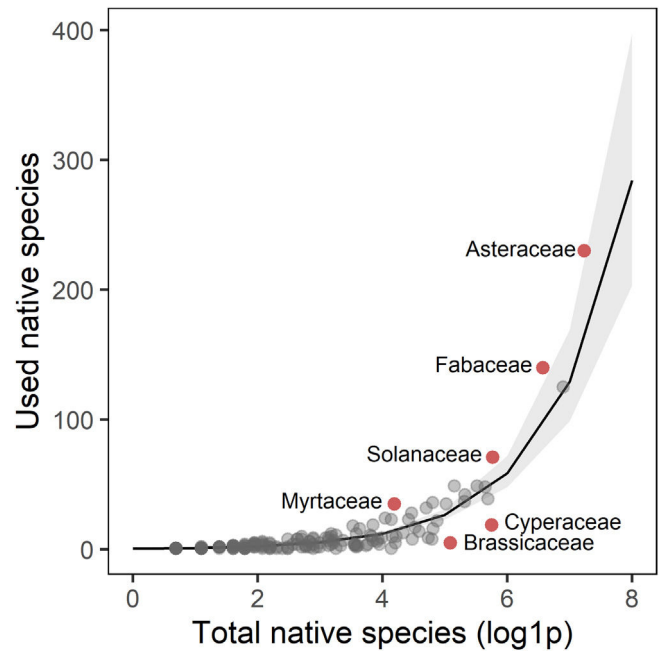 Used native species
400
300
200
100
0
Asteraceae
Fabaceae
Solanaceae
Myrtaceae
Cyperaceae
Brassicaceae
0 2 4 6 8
Total native species (log1p)